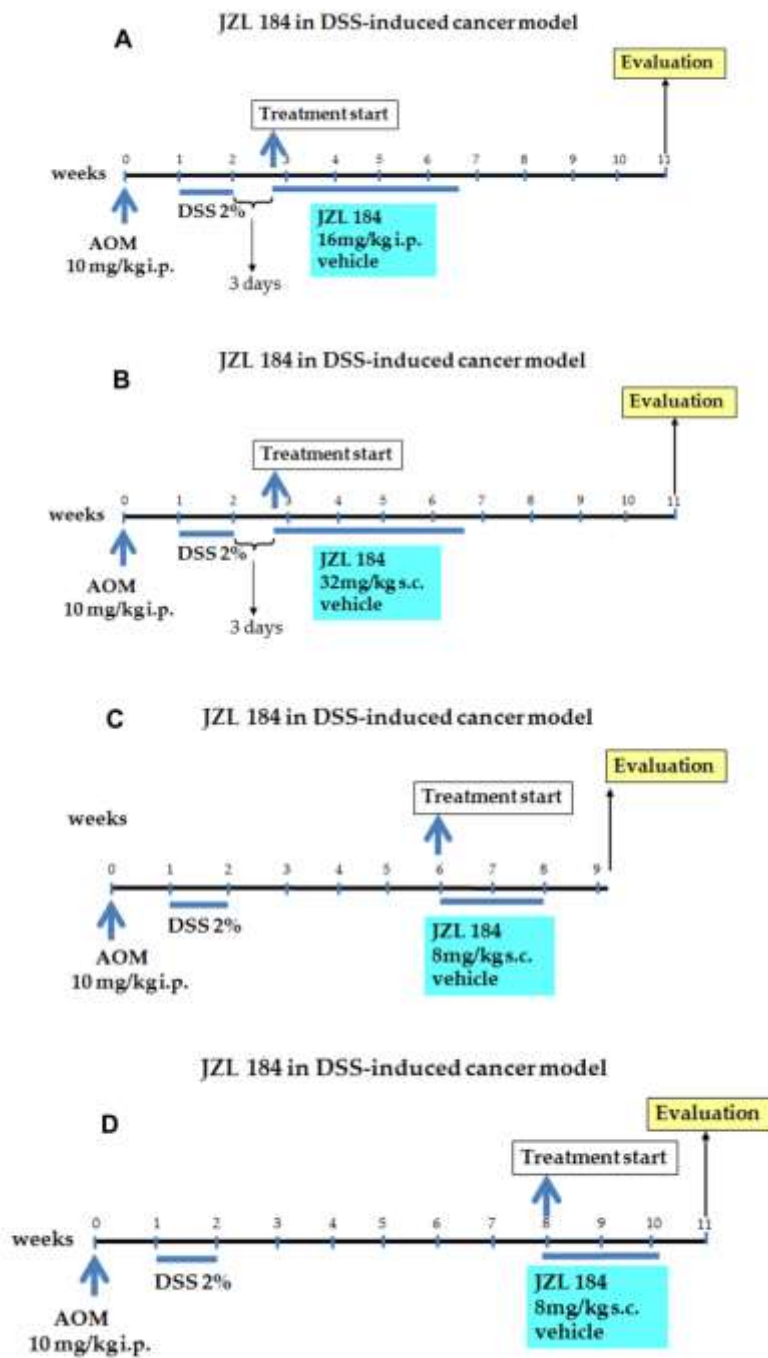 JZL 184 in DSS-induced cancer model
A
Evaluation
Treatment start
0 1 2 3 4 5 6 7 8 9 10 11
weeks
DSS 2%
JZL 184
16mg/kg i.p.
vehicle
AOM
10 mg/kg i.p.
3 days
JZL 184 in DSS-induced cancer model
B
Evaluation
Treatment start
0 1 2 3 4 5 6 7 8 9 10 11
weeks
DSS 2%
JZL 184
32mg/kg s.c.
vehicle
AOM
10 mg/kg i.p.
3 days
C
JZL 184 in DSS-induced cancer model
Evaluation
Treatment start
weeks
0 1 2 3 4 5 6 7 8 9
DSS 2%
JZL 184
8mg/kg s.c.
vehicle
AOM
10 mg/kg i.p.
JZL 184 in DSS-induced cancer model
Evaluation
D
Treatment start
0 1 2 3 4 5 6 7 8 9 10 11
weeks
DSS 2%
JZL 184
8mg/kg s.c.
vehicle
AOM
10 mg/kg i.p.